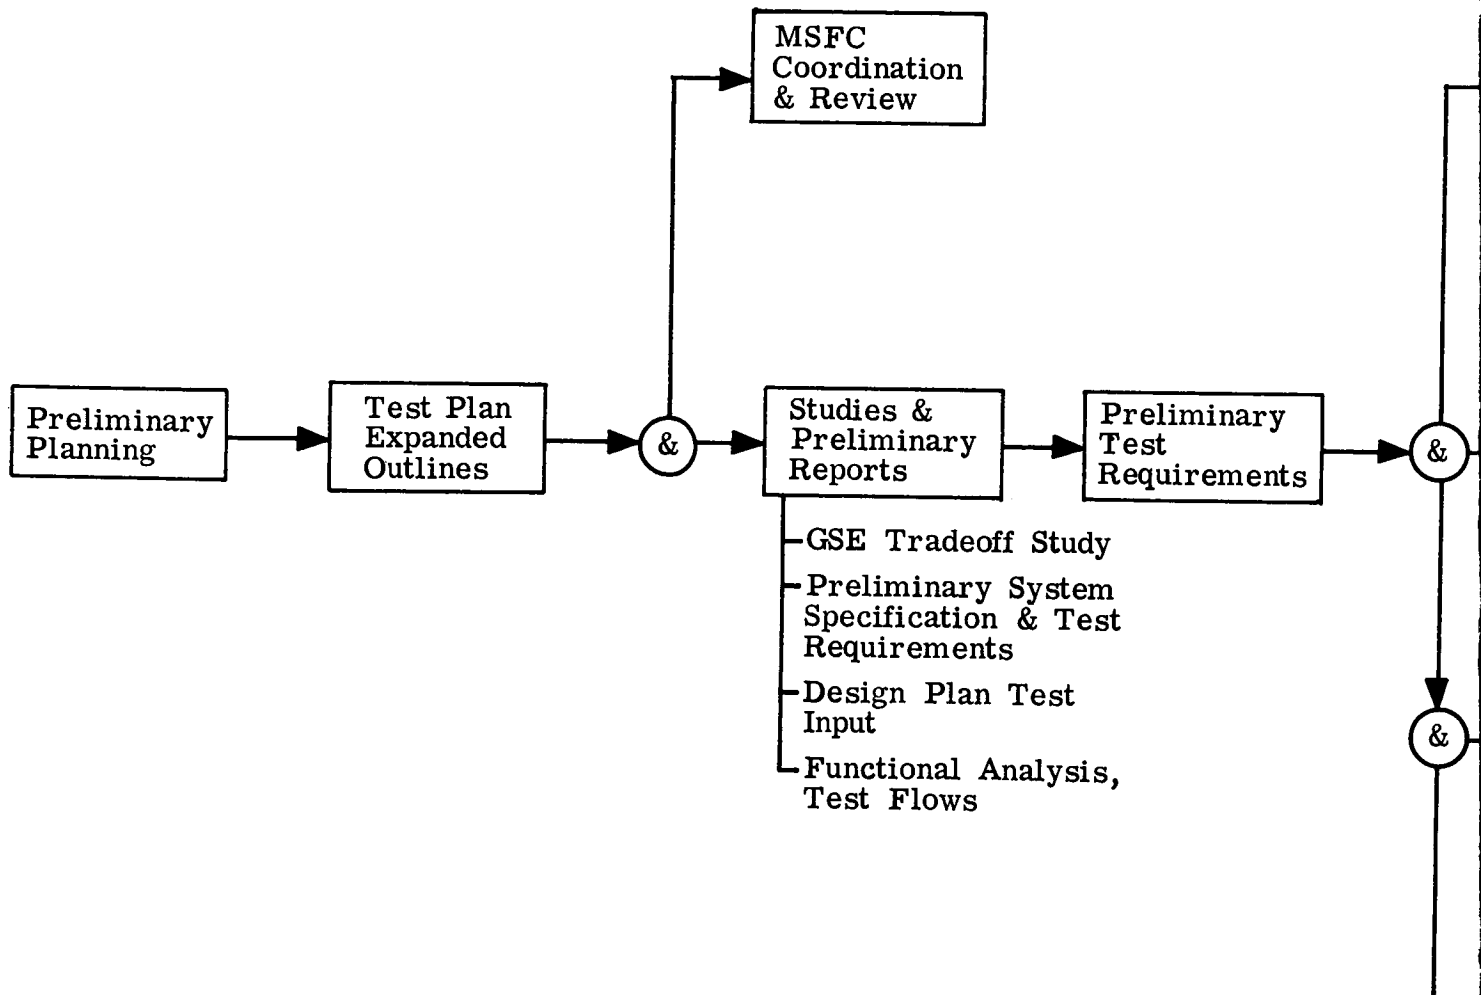 MSFC
Coordination
& Review
Preliminary
Planning
Test Plan
Expanded
Outlines
&
Studies &
Preliminary
Reports
Preliminary
Test
Requirements
&
GSE Tradeoff Study
Preliminary System
Specification & Test
Requirements
Design Plan Test
Input
Functional Analysis,
Test Flows
&